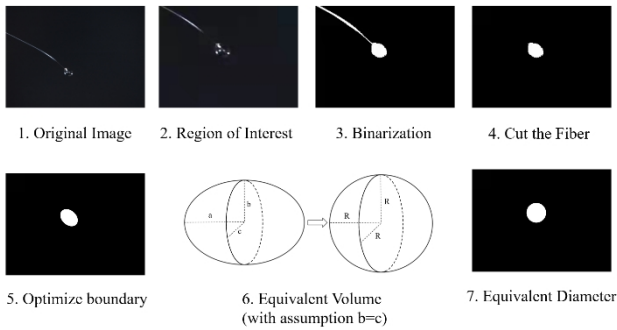 1. Original Image
2. Region of Interest
3. Binarization
4. Cut the Fiber
a
b
c
R
R
R
5. Optimize boundary
6. Equivalent Volume
(with assumption b=c)
7. Equivalent Diameter